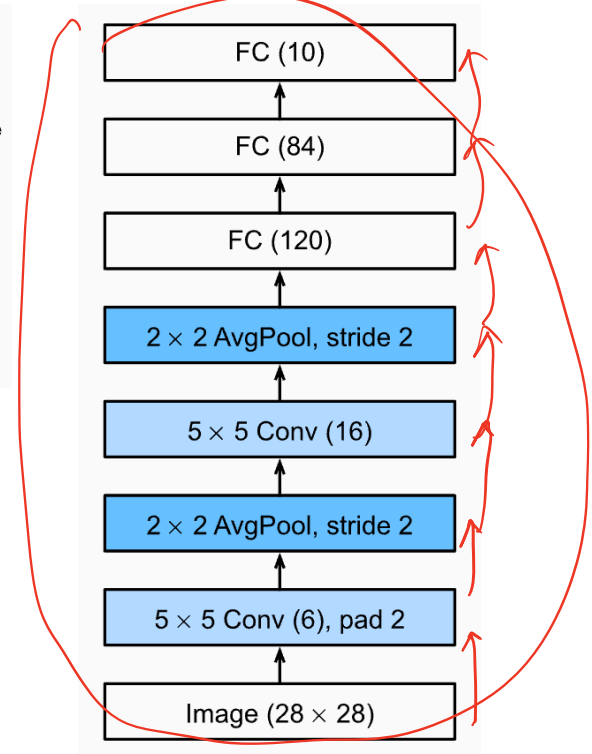 FC (10)
FC (84)
FC (120)
2 × 2 AvgPool, stride 2
5 × 5 Conv (16)
2 × 2 AvgPool, stride 2
5 × 5 Conv (6), pad 2
Image (28 × 28)